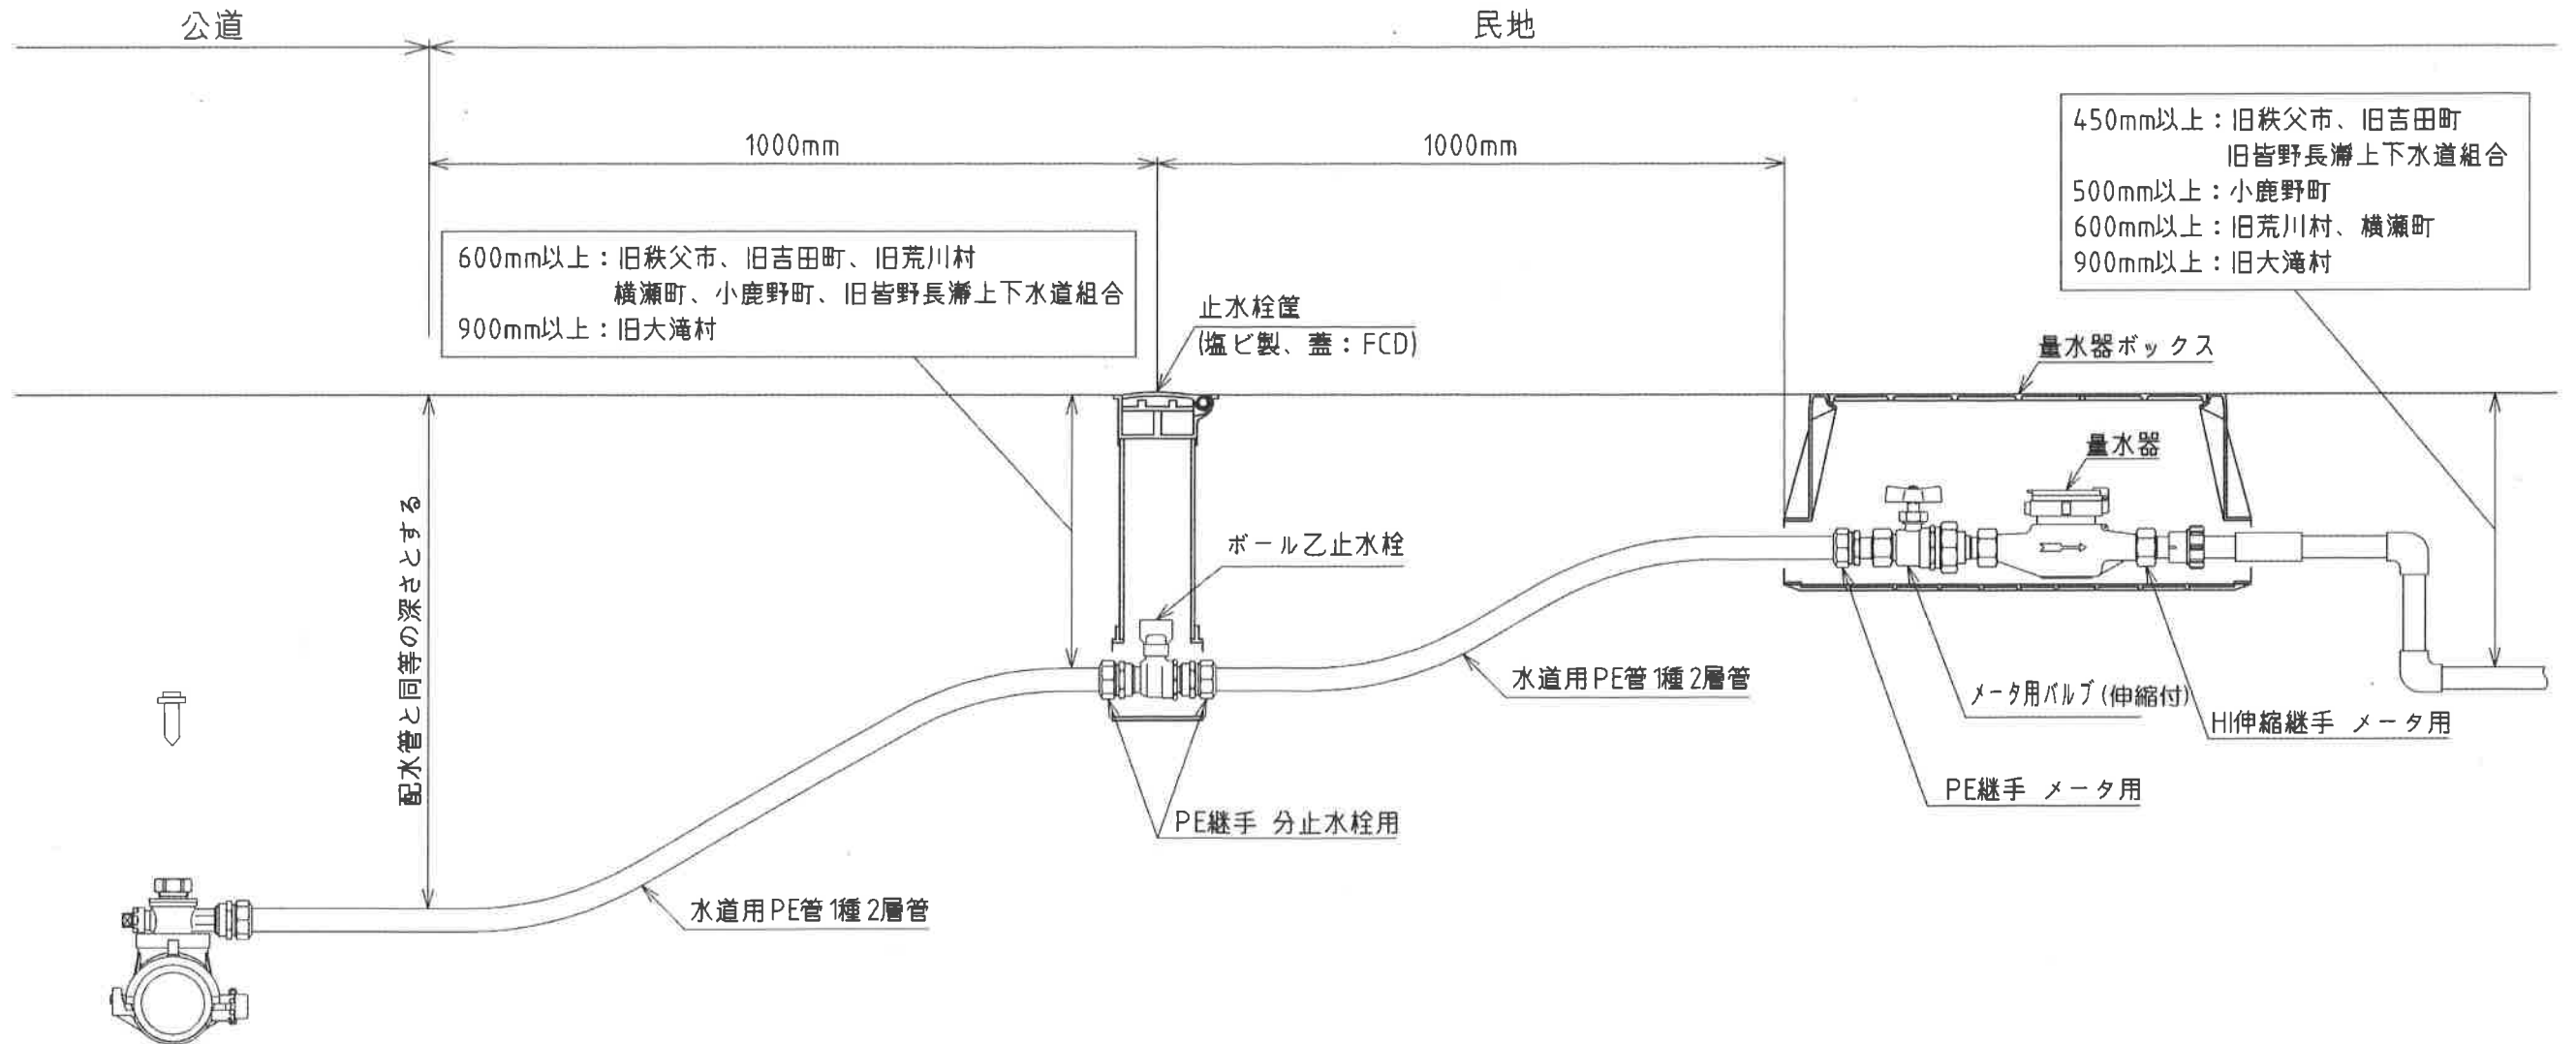 公道
民地
1000mm
1000mm
450mm以上：旧秩父市、旧吉田町
旧皆野長瀞上下水道組合
500mm以上：小鹿野町
600mm以上：旧荒川村、横瀬町
900mm以上：旧大滝村
600mm以上：旧秩父市、旧吉田町、旧荒川村
横瀬町、小鹿野町、旧皆野長瀞上下水道組合
900mm以上：旧大滝村
止水栓筐
(塩ビ製、蓋：FCD)
量水器ボックス
量水器
配水管と同等の深さとする
ボール乙止水栓
水道用PE管1種2層管
メータ用バルブ(伸縮付)
HI伸縮継手 メータ用
PE継手 メータ用
PE継手 分止水栓用
水道用PE管1種2層管